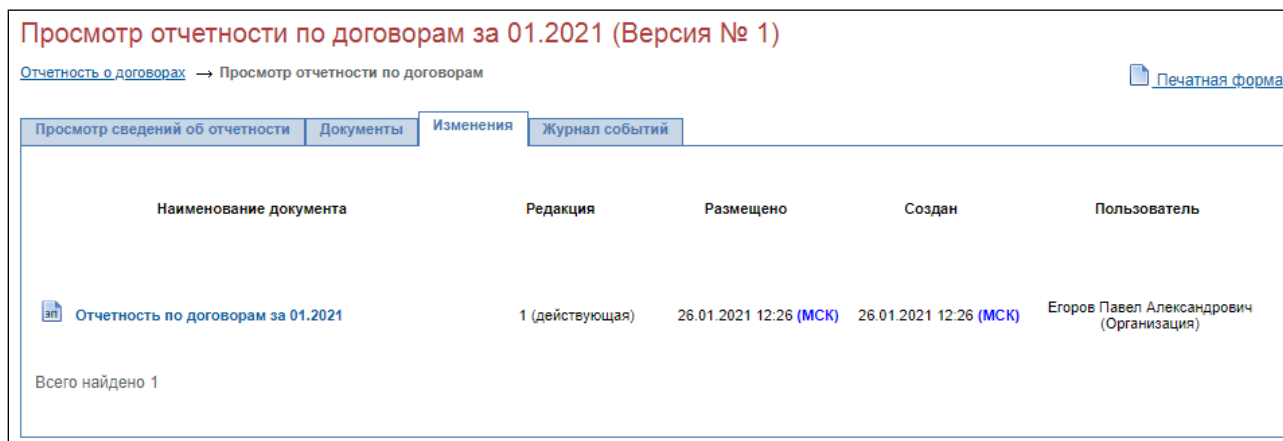 Просмотр отчетности по договорам за 01.2021 (Версия № 1)
Отчетность о договорах → Просмотр отчетности по договорам
Печатная форма
Просмотр сведений об отчетности Документы Изменения Журнал событий
Наименование документа Редакция Размещено Создан Пользователь
ЭП Отчетность по договорам за 01.2021 1 (действующая) 26.01.2021 12:26 (МСК) 26.01.2021 12:26 (МСК) Егоров Павел Александрович
(Организация)
Всего найдено 1